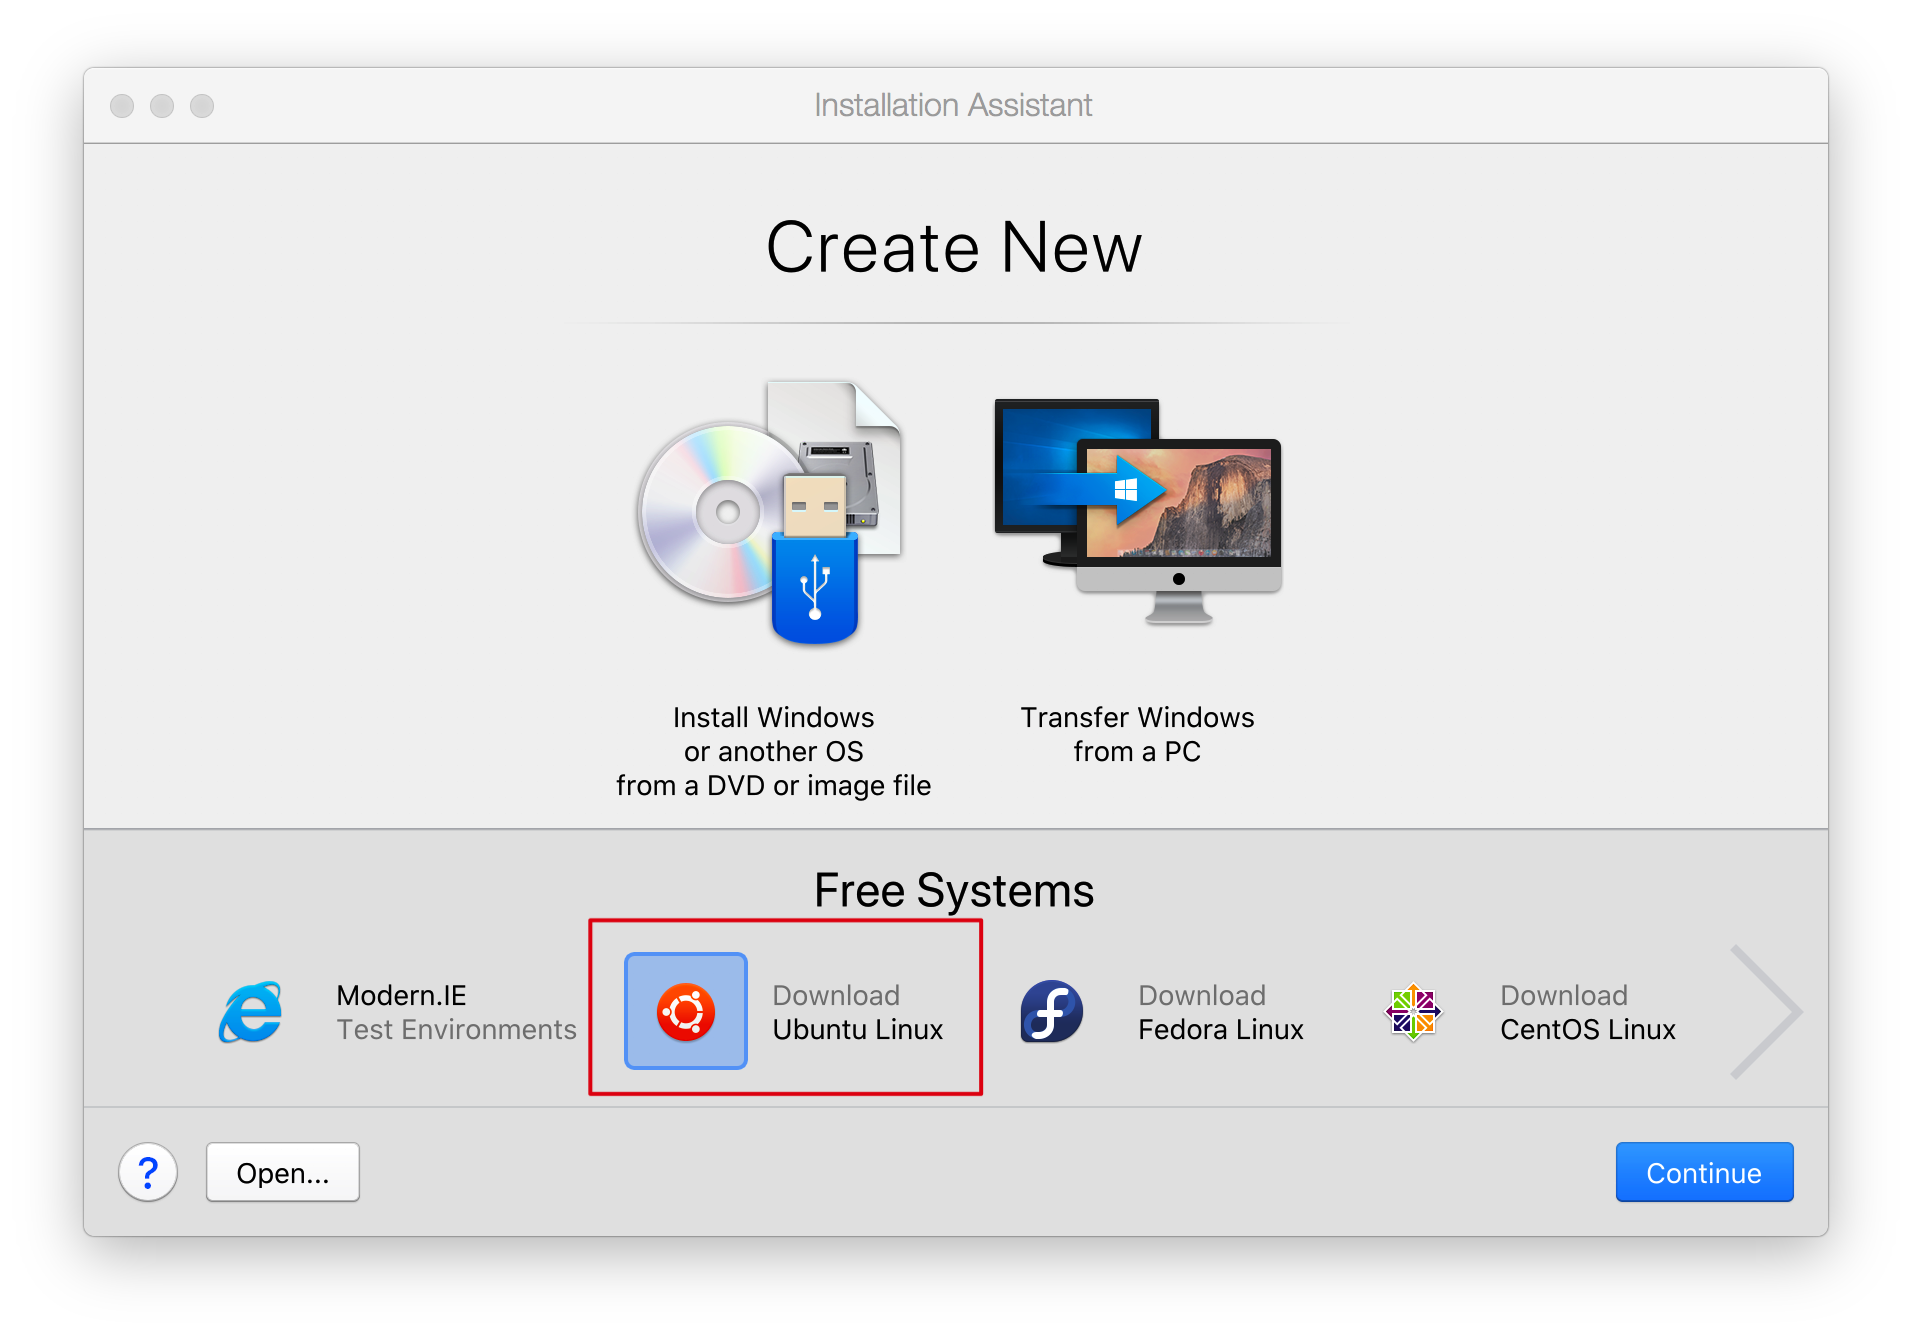 Installation Assistant
Create New
Install Windows
or another OS
from a DVD or image file
Transfer Windows
from a PC
Free Systems
Modern.IE
Test Environments
Download
Ubuntu Linux
Download
Fedora Linux
Download
CentOS Linux
?
Open...
Continue